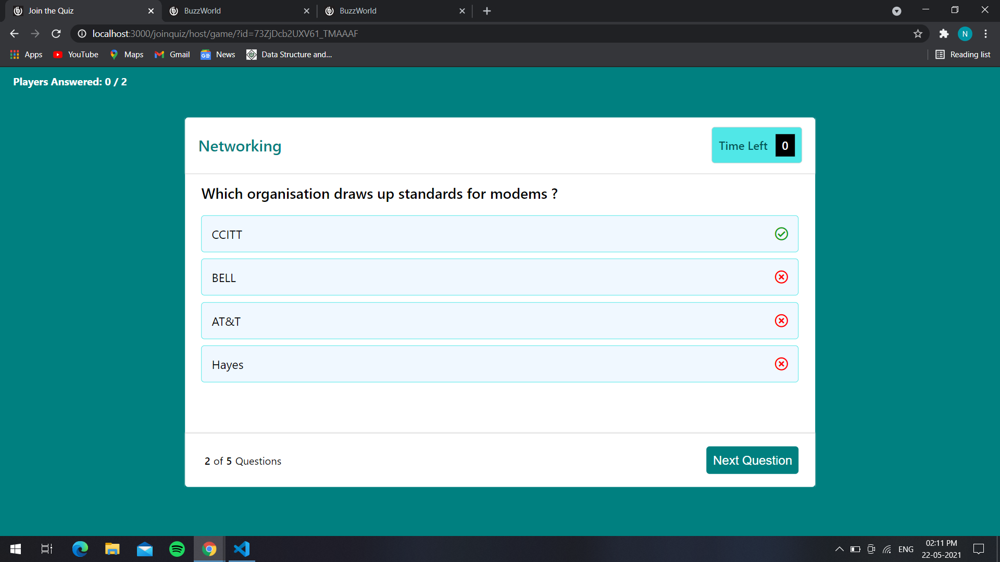 Join the Quiz
BuzzWorld
BuzzWorld
localhost:3000/joinquiz/host/game/?id=73ZjDcb2UXV61_TMAAAF
N
Apps
YouTube
Maps
Gmail
News
Data Structure and...
Reading list
Players Answered: 0 / 2
Networking
Time Left 0
Which organisation draws up standards for modems ?
CCITT
BELL
AT&T
Hayes
2 of 5 Questions
Next Question
ENG
02:11 PM
22-05-2021